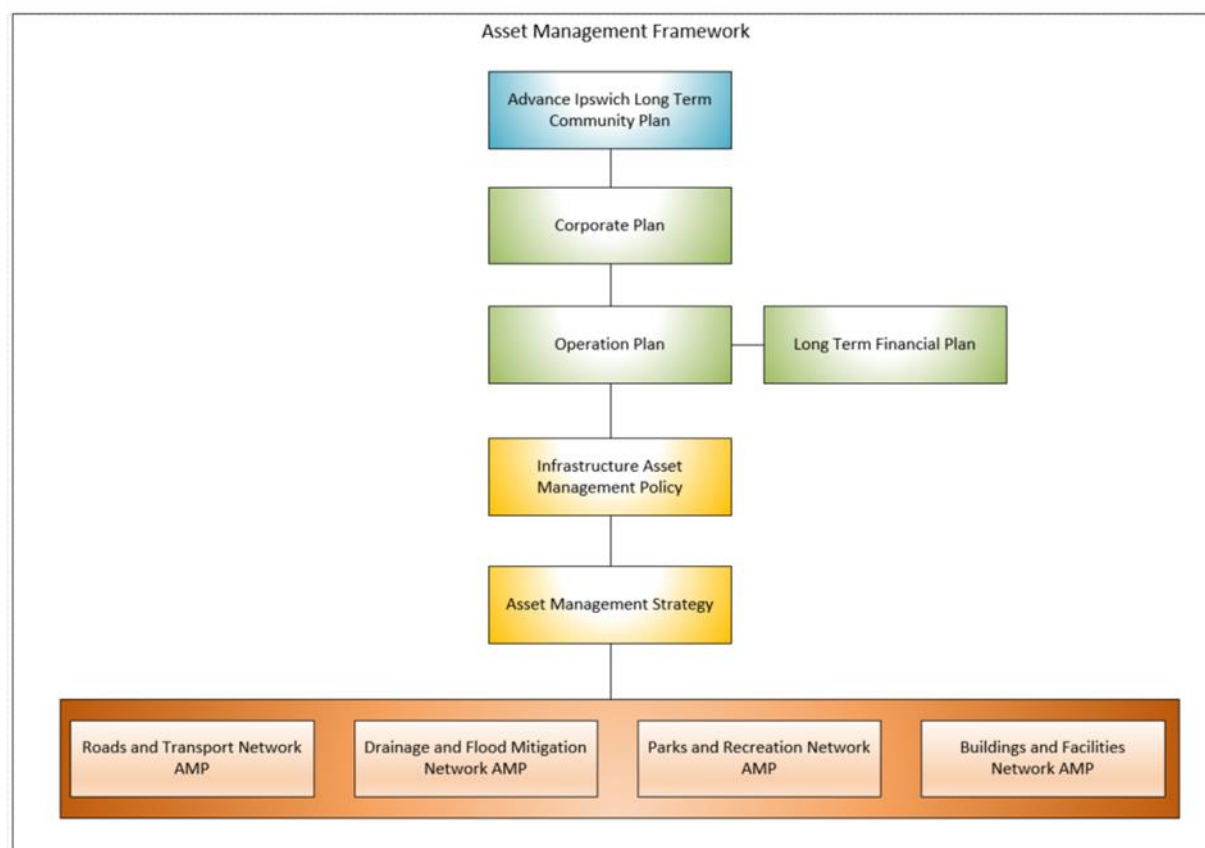 Asset Management Framework
Advance Ipswich Long Term
Community Plan
Corporate Plan
Operation Plan
Long Term Financial Plan
Infrastructure Asset
Management Policy
Asset Management Strategy
Roads and Transport Network
AMP
Drainage and Flood Mitigation
Network AMP
Parks and Recreation Network
AMP
Buildings and Facilities
Network AMP